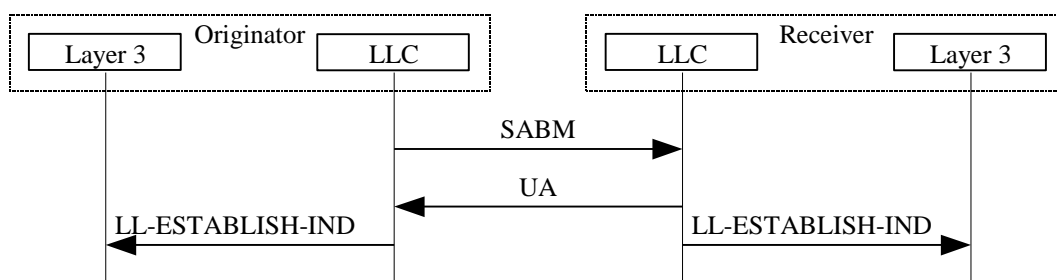 Originator
Receiver
Layer 3
LLC
LLC
Layer 3
SABM
UA
LL-ESTABLISH-IND
LL-ESTABLISH-IND